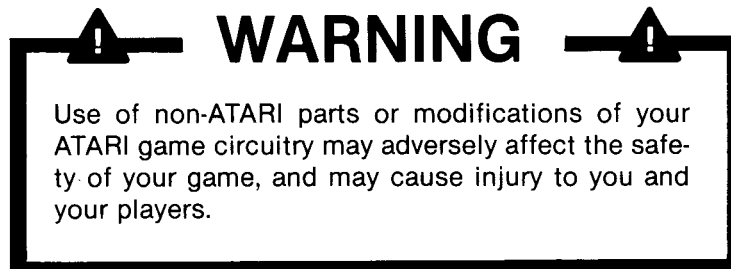 WARNING
Use of non-ATARI parts or modifications of your
ATARI game circuitry may adversely affect the safe-
ty of your game, and may cause injury to you and
your players.